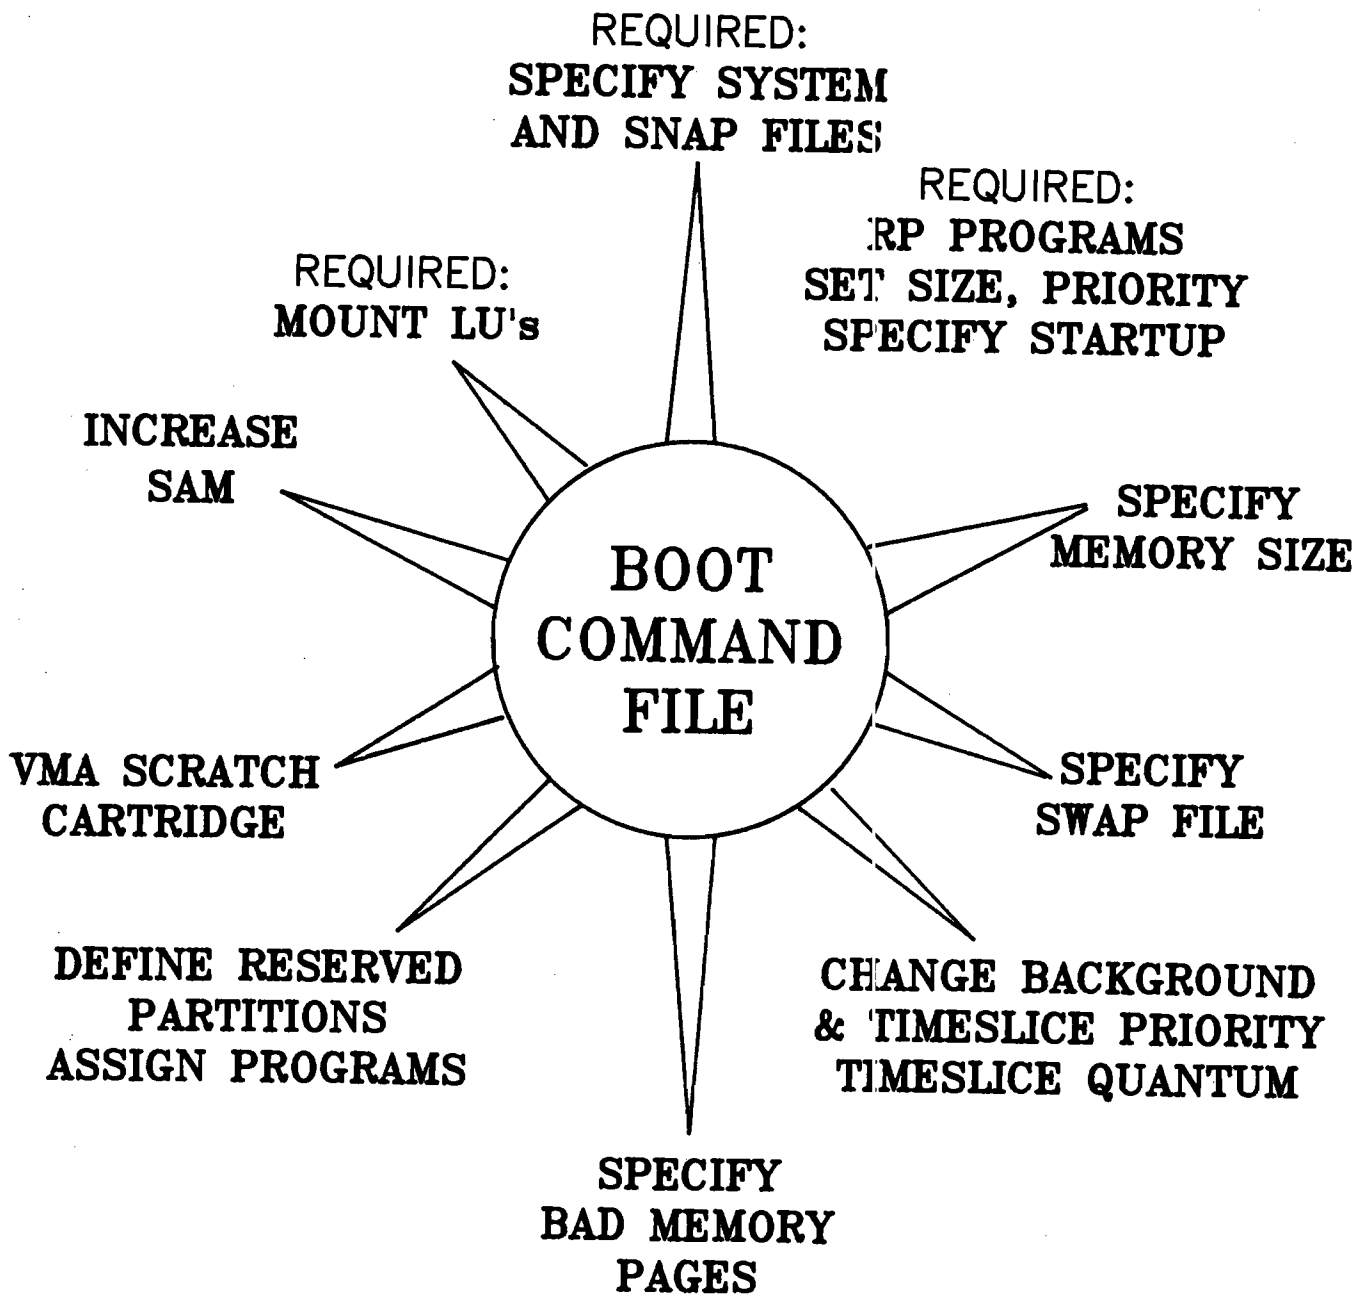 REQUIRED:
SPECIFY SYSTEM
AND SNAP FILES
REQUIRED:
RP PROGRAMS
SET SIZE, PRIORITY
SPECIFY STARTUP
REQUIRED:
MOUNT LU's
INCREASE
SAM
SPECIFY
MEMORY SIZE
BOOT
COMMAND
FILE
VMA SCRATCH
CARTRIDGE
SPECIFY
SWAP FILE
DEFINE RESERVED
PARTITIONS
ASSIGN PROGRAMS
CHANGE BACKGROUND
& TIMESLICE PRIORITY
TIMESLICE QUANTUM
SPECIFY
BAD MEMORY
PAGES